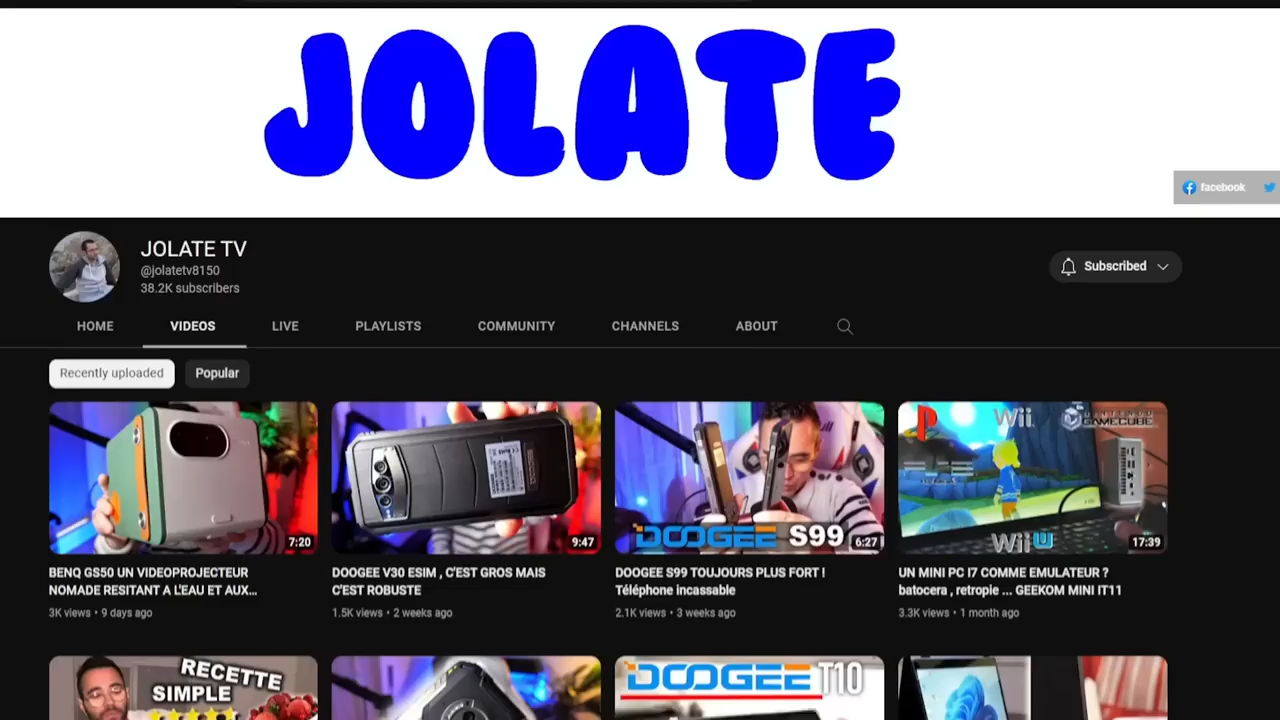 JOLATE
facebook
JOLATE TV
@jolatetv8150
38.2K subscribers
Subscribed
HOME
VIDEOS
LIVE
PLAYLISTS
COMMUNITY
CHANNELS
ABOUT
Recently uploaded
Popular
7:20
9:47
DOOGEE S99
6:27
Wii
NINTENDO
GAMECUBE
WiiU
17:39
BENQ GS50 UN VIDEOPROJECTEUR
NOMADE RESITANT A L'EAU ET AUX...
3K views • 9 days ago
DOOGEE V30 ESIM , C'EST GROS MAIS
C'EST ROBUSTE
1.5K views • 2 weeks ago
DOOGEE S99 TOUJOURS PLUS FORT !
Téléphone incassable
2.1K views • 3 weeks ago
UN MINI PC I7 COMME EMULATEUR ?
batocera , retropie ... GEEKOM MINI IT11
3.3K views • 1 month ago
RECETTE
SIMPLE
DOOGEE T10